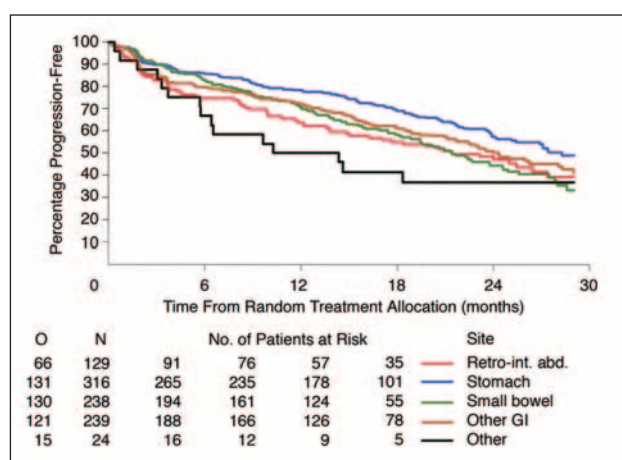 Percentage Progression-Free
100
90
80
70
60
50
40
30
20
10
0 6 12 18 24 30
Time From Random Treatment Allocation (months)
O N No. of Patients at Risk Site
66 129 91 76 57 35 Retro-int. abd.
131 316 265 235 178 101 Stomach
130 238 194 161 124 55 Small bowel
121 239 188 166 126 78 Other GI
15 24 16 12 9 5 Other